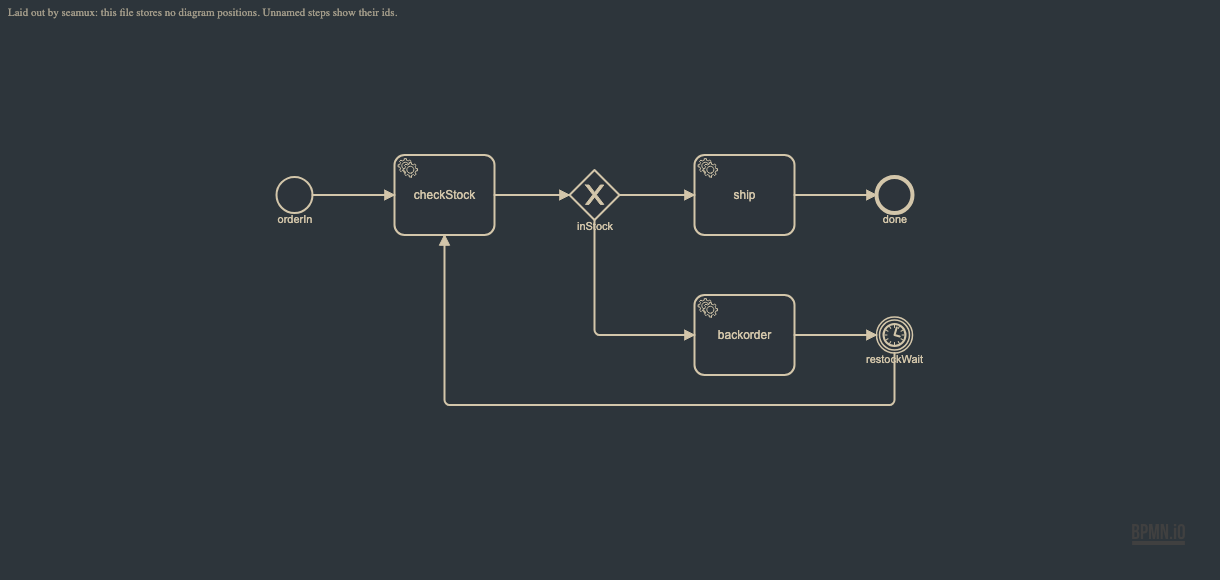 Laid out by seamux: this file stores no diagram positions. Unnamed steps show their ids.
checkStock
ship
orderIn
inStock
done
backorder
restockWait
BPMN.iO